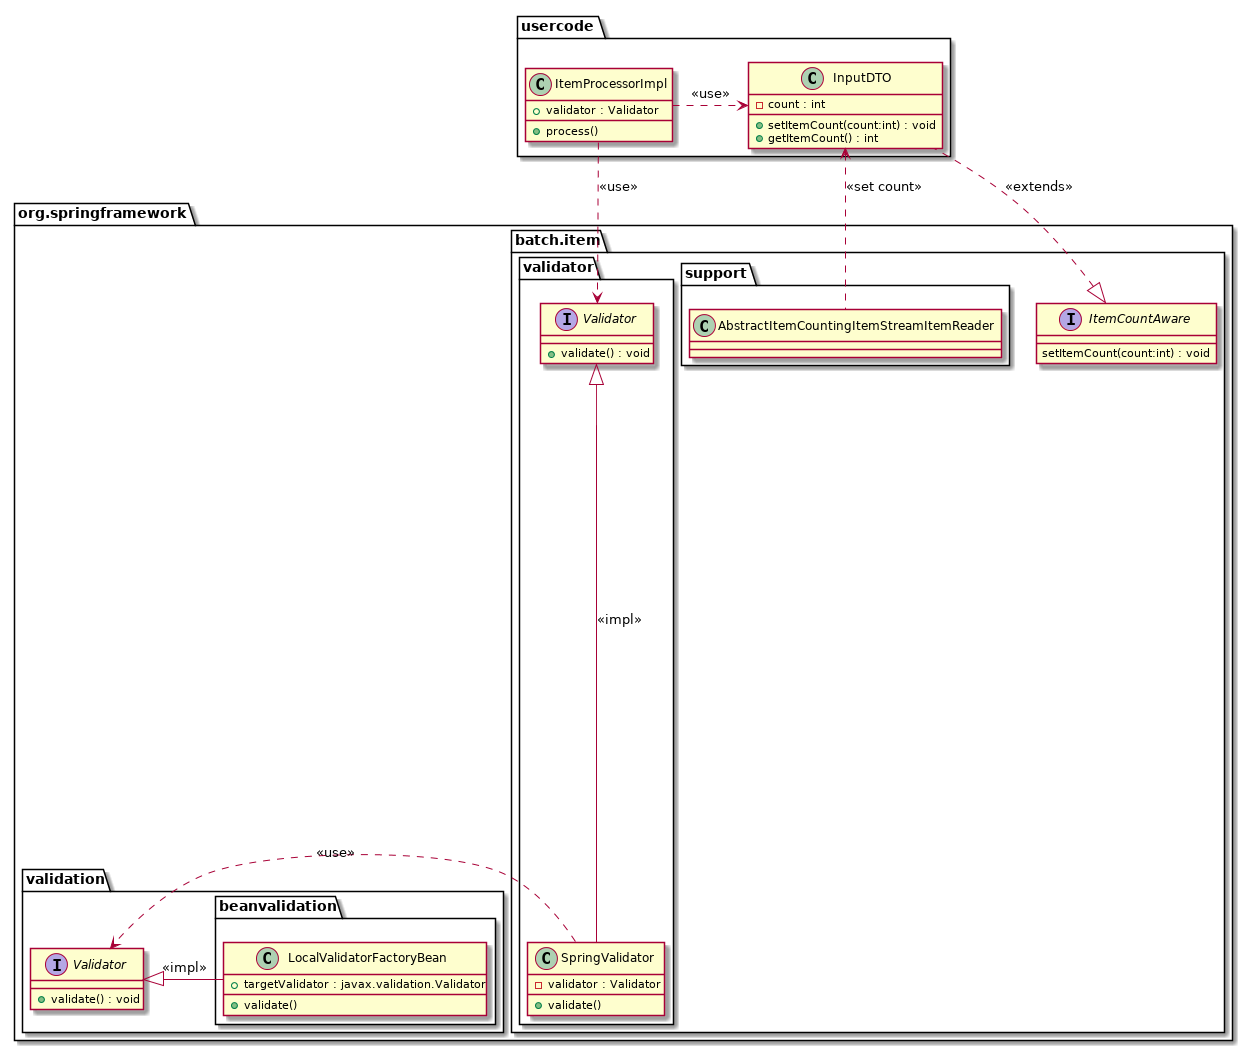 usercode
C ItemProcessorImpl
validator : Validator
process()
«use»
C InputDTO
count : int
setItemCount(count:int) : void
getItemCount() : int
«use»
«set count»
«extends»
org.springframework
batch.item
validator
I Validator
validate() : void
support
C AbstractItemCountingItemStreamItemReader
I ItemCountAware
setItemCount(count:int) : void
«impl»
«use»
validation
I Validator
validate() : void
«impl»
beanvalidation
C LocalValidatorFactoryBean
targetValidator : javax.validation.Validator
validate()
C SpringValidator
validator : Validator
validate()